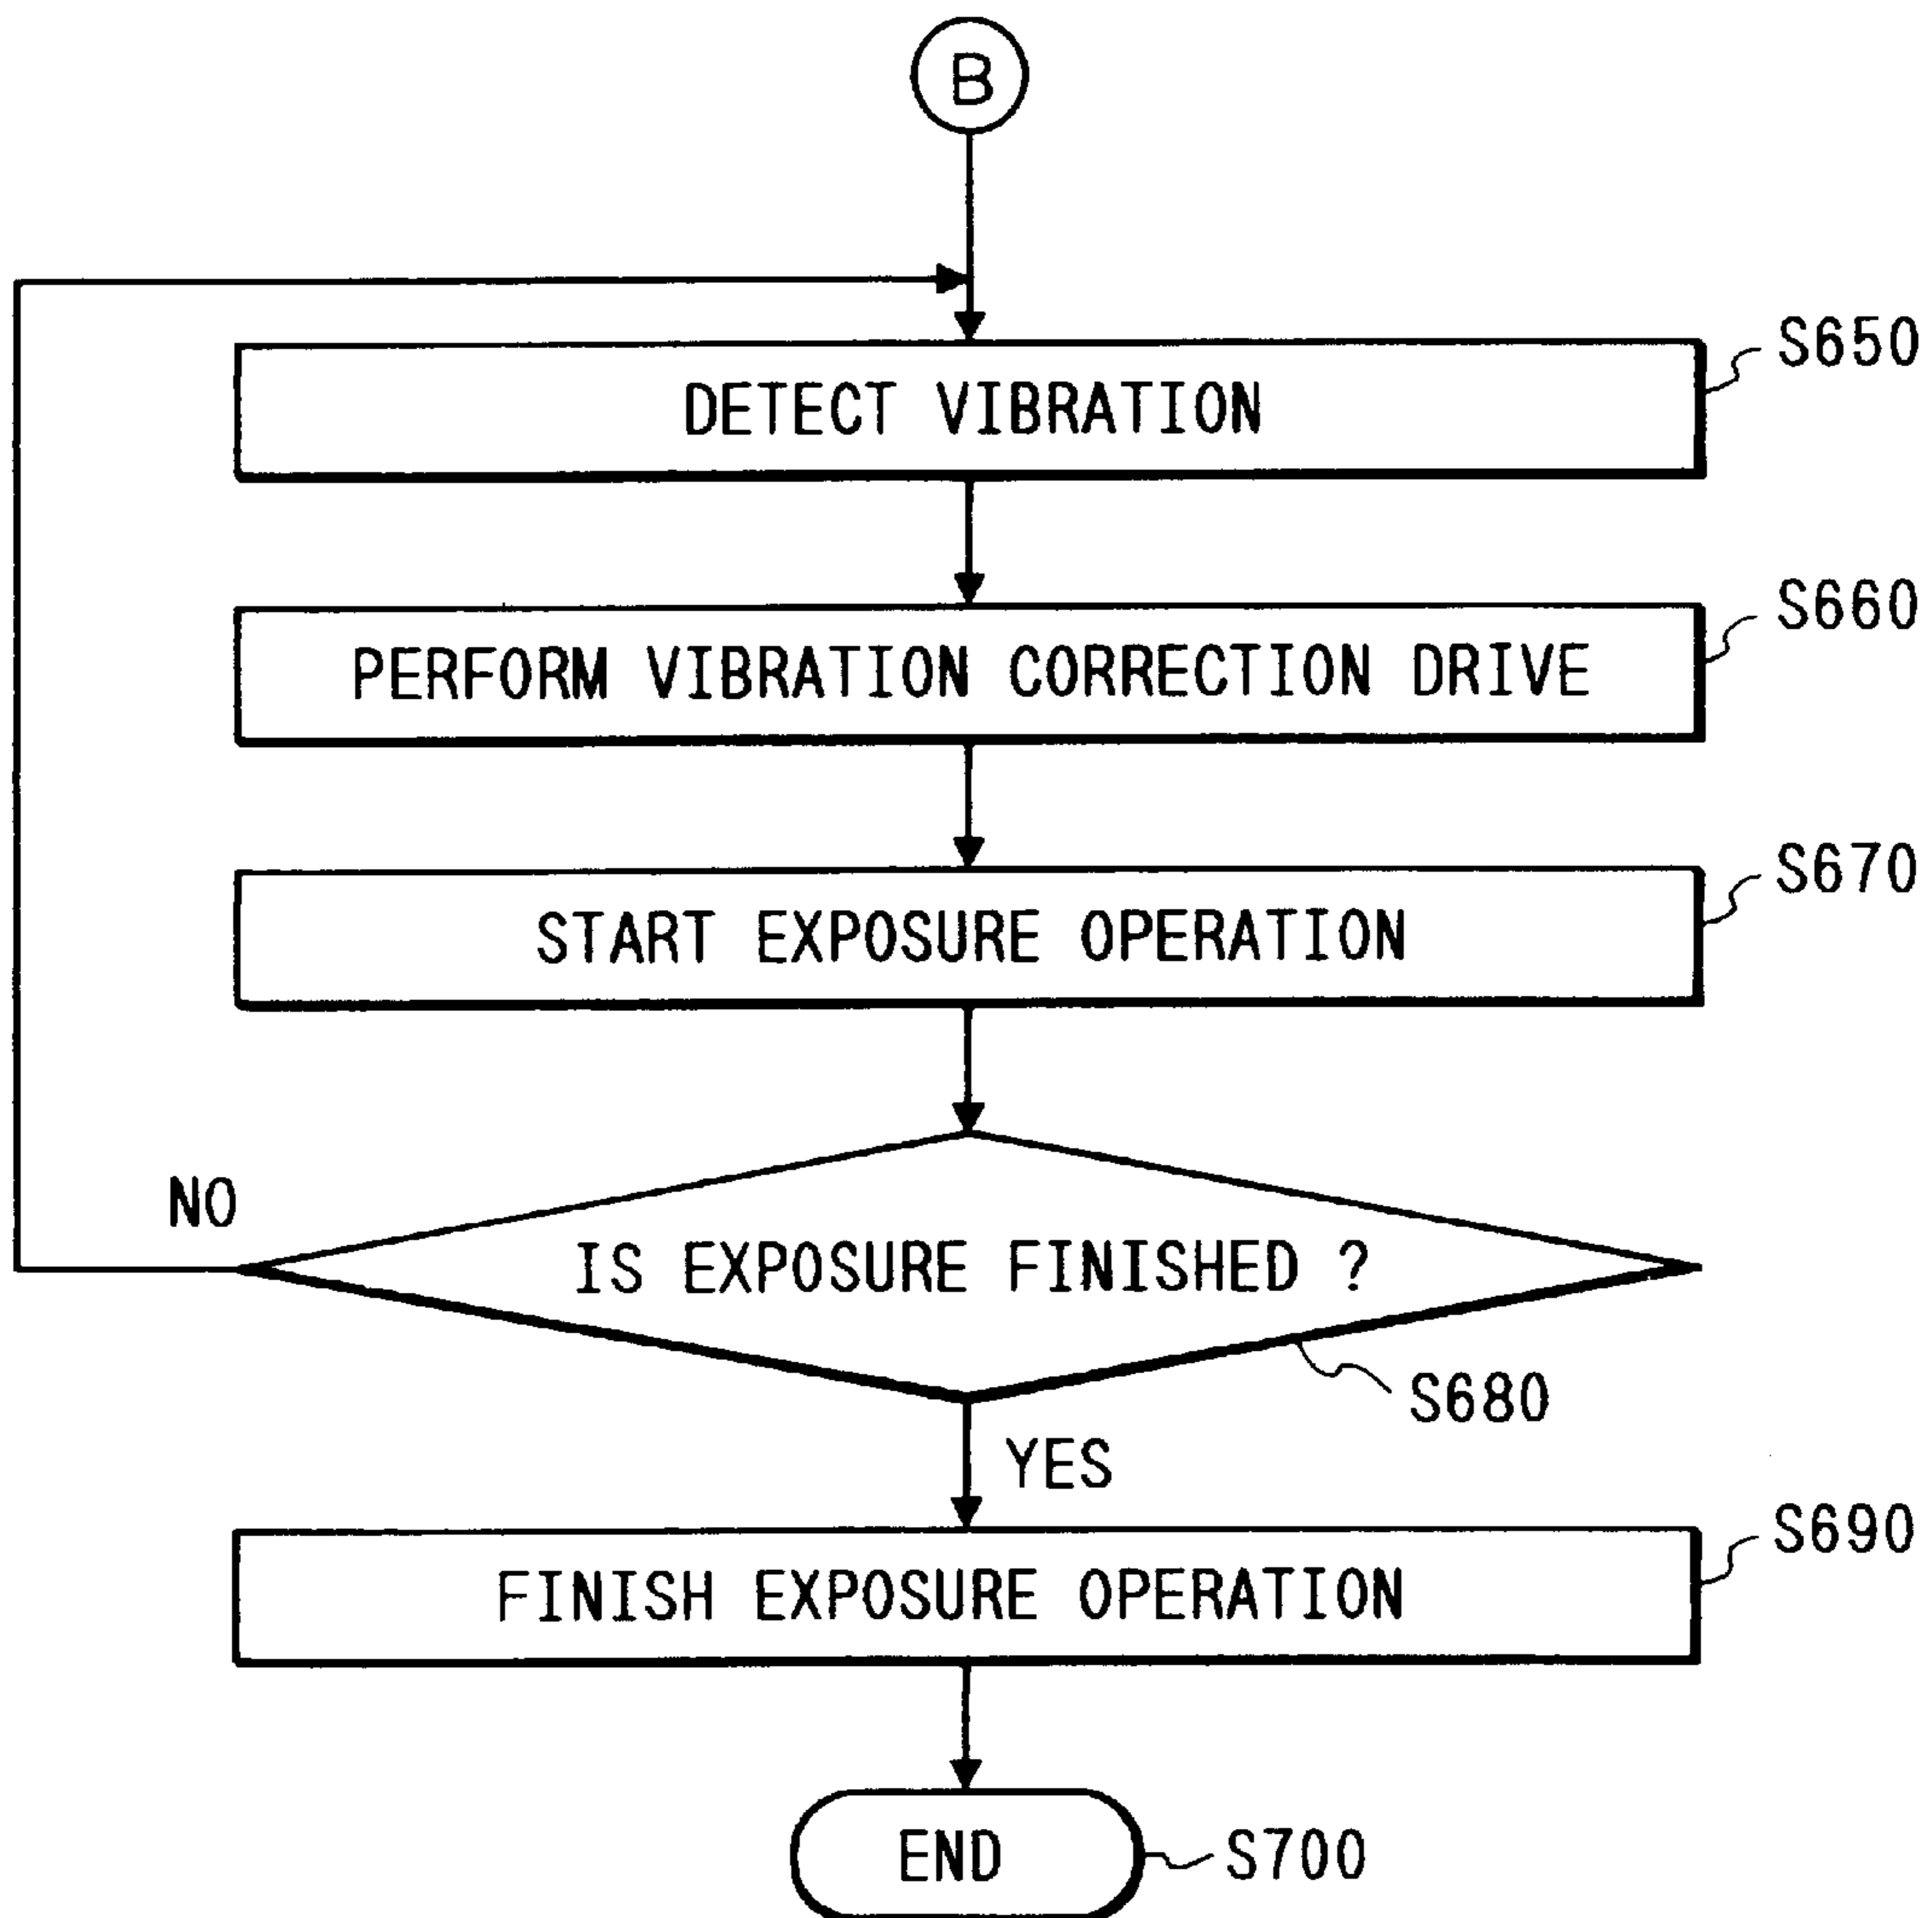 B
S650
DETECT VIBRATION
S660
PERFORM VIBRATION CORRECTION DRIVE
S670
START EXPOSURE OPERATION
NO
IS EXPOSURE FINISHED ?
S680
YES
S690
FINISH EXPOSURE OPERATION
END
S700